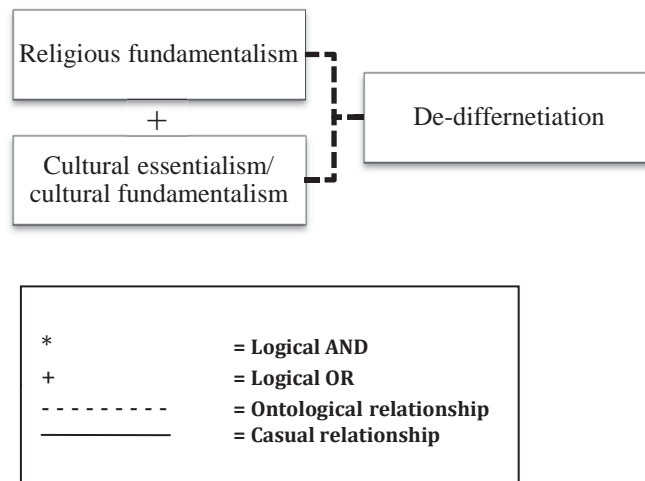 Religious fundamentalism
+
Cultural essentialism/
cultural fundamentalism
De-differnetiation
* = Logical AND
+ = Logical OR
- - - - - - - - - = Ontological relationship
= Casual relationship